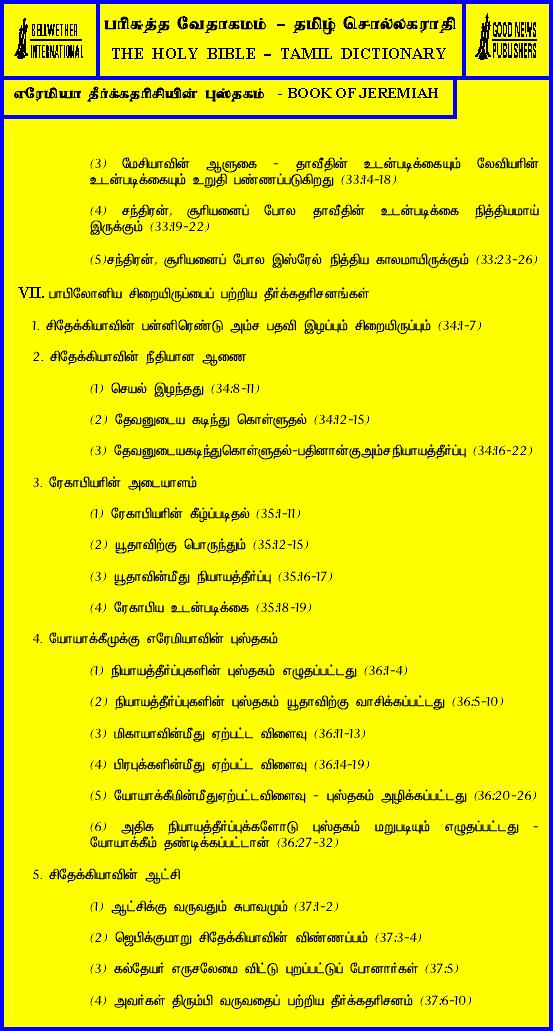 BELLWETHER
INTERNATIONAL
பரிசுத்த வேதாகமம் – தமிழ் சொல்லகராதி
THE HOLY BIBLE – TAMIL DICTIONARY
GOOD NEWS
PUBLISHERS
எரேமியா தீர்க்கதரிசியின் புஸ்தகம் - BOOK OF JEREMIAH
(3) மேசியாவின் ஆளுகை - தாவீதின் உடன்படிக்கையும் லேவியரின்
உடன்படிக்கையும் உறுதி பண்ணப்படுகிறது (33:14-18)
(4) சந்திரன், சூரியனைப் போல தாவீதின் உடன்படிக்கை நித்தியமாய்
இருக்கும் (33:19-22)
(5)சந்திரன், சூரியனைப் போல இஸ்ரேல் நித்திய காலமாயிருக்கும் (33:23-26)
VII. பாபிலோனிய சிறையிருப்பைப் பற்றிய தீர்க்கதரிசனங்கள்
1. சிதேக்கியாவின் பன்னிரெண்டு அம்ச பதவி இழப்பும் சிறையிருப்பும் (34:1-7)
2. சிதேக்கியாவின் நீதியான ஆணை
(1) செயல் இழந்தது (34:8-11)
(2) தேவனுடைய கடிந்து கொள்ளுதல் (34:12-15)
(3) தேவனுடையகடிந்துகொள்ளுதல்-பதினான்குஅம்சநியாயத்தீர்ப்பு (34:16-22)
3. ரேகாபியரின் அடையாளம்
(1) ரேகாபியரின் கீழ்ப்படிதல் (35:1-11)
(2) யூதாவிற்கு பொருந்தும் (35:12-15)
(3) யூதாவின்மீது நியாயத்தீர்ப்பு (35:16-17)
(4) ரேகாபிய உடன்படிக்கை (35:18-19)
4. யோயாக்கீமுக்கு எரேமியாவின் புஸ்தகம்
(1) நியாயத்தீர்ப்புகளின் புஸ்தகம் எழுதப்பட்டது (36:1-4)
(2) நியாயத்தீர்ப்புகளின் புஸ்தகம் யூதாவிற்கு வாசிக்கப்பட்டது (36:5-10)
(3) மிகாயாவின்மீது ஏற்பட்ட விளைவு (36:11-13)
(4) பிரபுக்களின்மீது ஏற்பட்ட விளைவு (36:14-19)
(5) யோயாக்கீமின்மீதுஏற்பட்டவிளைவு - புஸ்தகம் அழிக்கப்பட்டது (36:20-26)
(6) அதிக நியாயத்தீர்ப்புக்களோடு புஸ்தகம் மறுபடியும் எழுதப்பட்டது -
யோயாக்கீம் தண்டிக்கப்பட்டான் (36:27-32)
5. சிதேக்கியாவின் ஆட்சி
(1) ஆட்சிக்கு வருவதும் சுபாவமும் (37:1-2)
(2) ஜெபிக்குமாறு சிதேக்கியாவின் விண்ணப்பம் (37:3-4)
(3) கல்தேயர் எருசலேமை விட்டு புறப்பட்டுப் போனார்கள் (37:5)
(4) அவர்கள் திரும்பி வருவதைப் பற்றிய தீர்க்கதரிசனம் (37:6-10)